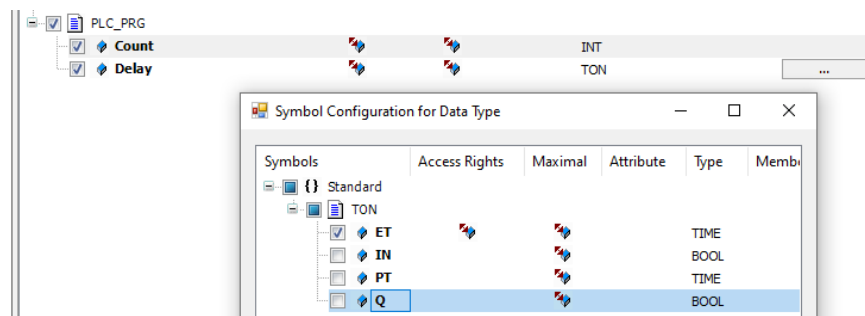 PLC_PRG
Count INT
Delay TON ...
Symbol Configuration for Data Type
Symbols Access Rights Maximal Attribute Type Membe
{} Standard
TON
ET TIME
IN BOOL
PT TIME
Q BOOL